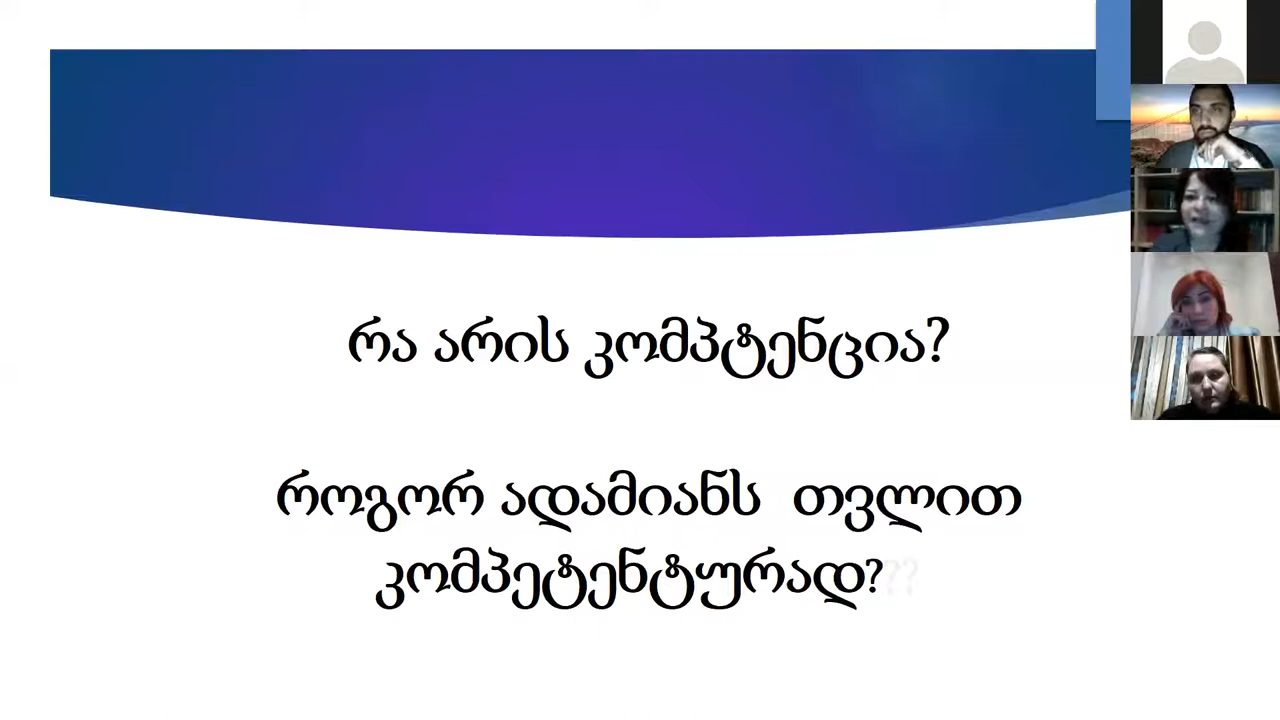 რა არის კომპტენცია?
როგორ ადამიანს თვლით
კომპეტენტურად???